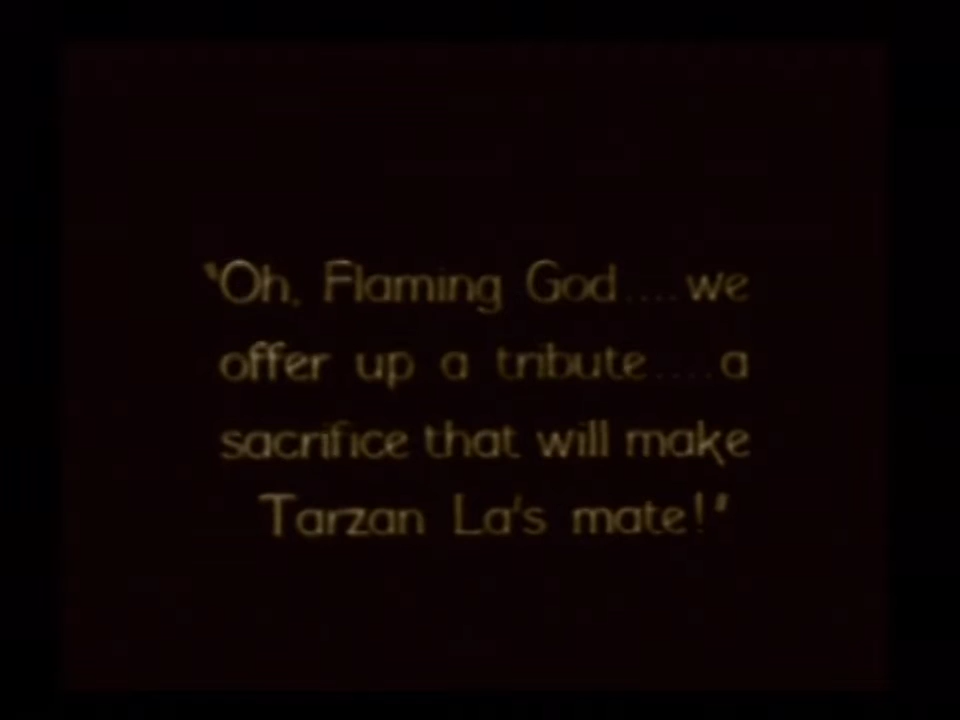 "Oh, Flaming God....we
offer up a tribute....a
sacrifice that will make
Tarzan La's mate!"